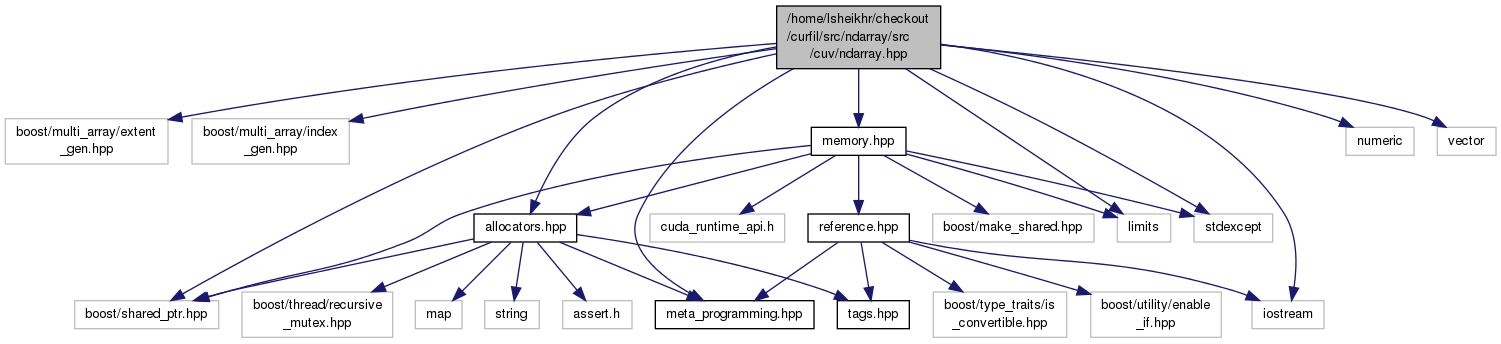 /home/lsheikhr/checkout
/curfil/src/ndarray/src
/cuv/ndarray.hpp
boost/multi_array/extent
_gen.hpp
boost/multi_array/index
_gen.hpp
memory.hpp
numeric
vector
allocators.hpp
cuda_runtime_api.h
reference.hpp
boost/make_shared.hpp
limits
stdexcept
boost/shared_ptr.hpp
boost/thread/recursive
_mutex.hpp
map
string
assert.h
meta_programming.hpp
tags.hpp
boost/type_traits/is
_convertible.hpp
boost/utility/enable
_if.hpp
iostream